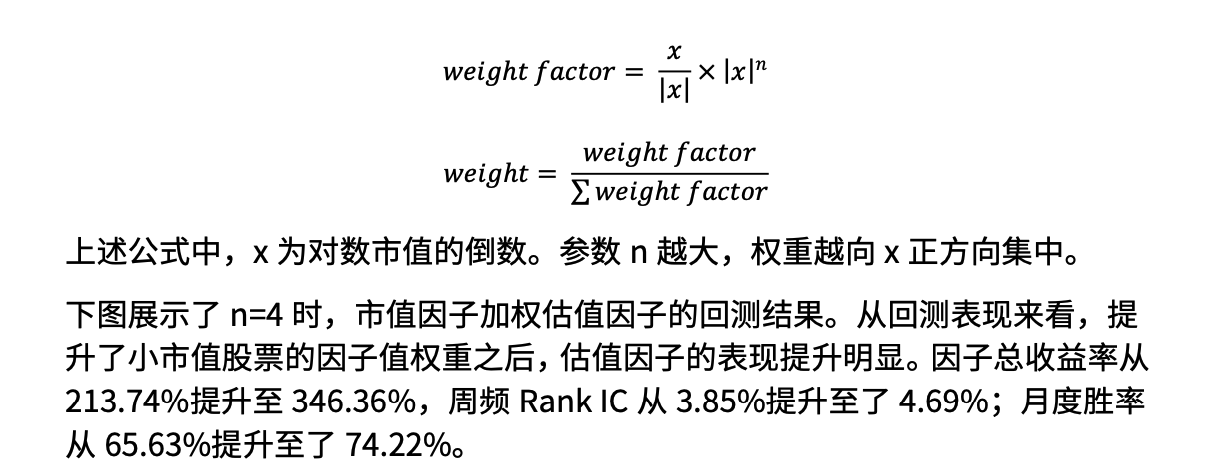 weight factor = x/|x| × |x|ⁿ
weight = weight factor / ∑ weight factor
上述公式中，x 为对数市值的倒数。参数 n 越大，权重越向 x 正方向集中。
下图展示了 n=4 时，市值因子加权估值因子的回测结果。从回测表现来看，提
升了小市值股票的因子值权重之后，估值因子的表现提升明显。因子总收益率从
213.74%提升至 346.36%，周频 Rank IC 从 3.85%提升至了 4.69%；月度胜率
从 65.63%提升至了 74.22%。